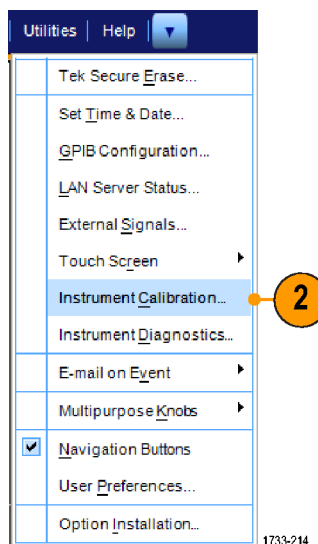 Utilities Help
Tek Secure Erase...
Set Time & Date...
GPIB Configuration...
LAN Server Status...
External Signals...
Touch Screen
Instrument Calibration...
2
Instrument Diagnostics...
E-mail on Event
Multipurpose Knobs
Navigation Buttons
User Preferences...
Option Installation...
1733-214